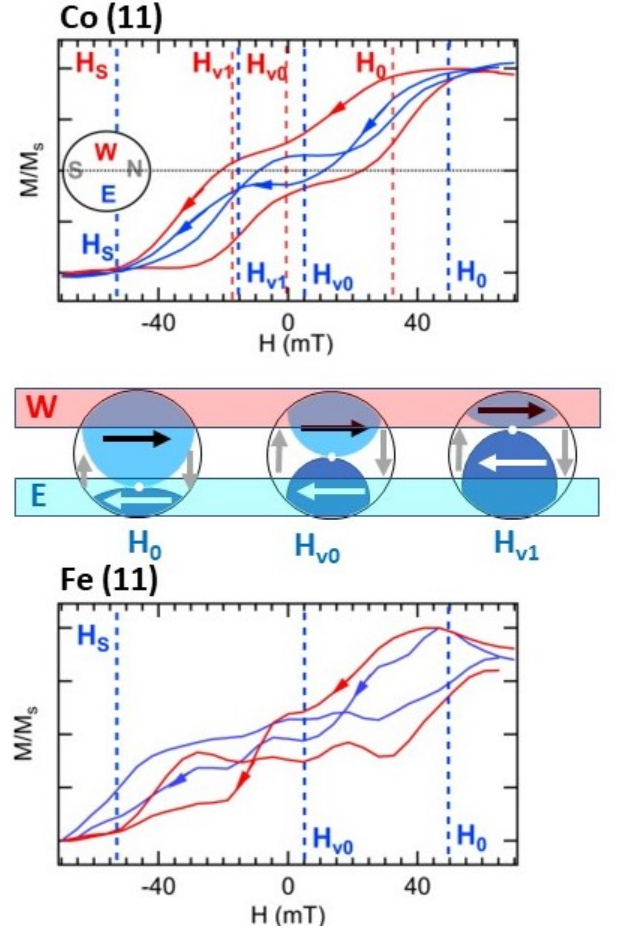 Co (11)
H_S H_v1 H_v0 H_0
W
S N
E
H_S H_v1 H_v0 H_0
M/M_s
-40 0 40
H (mT)
W
E
H_0 H_v0 H_v1
Fe (11)
H_S
M/M_s
H_v0 H_0
-40 0 40
H (mT)